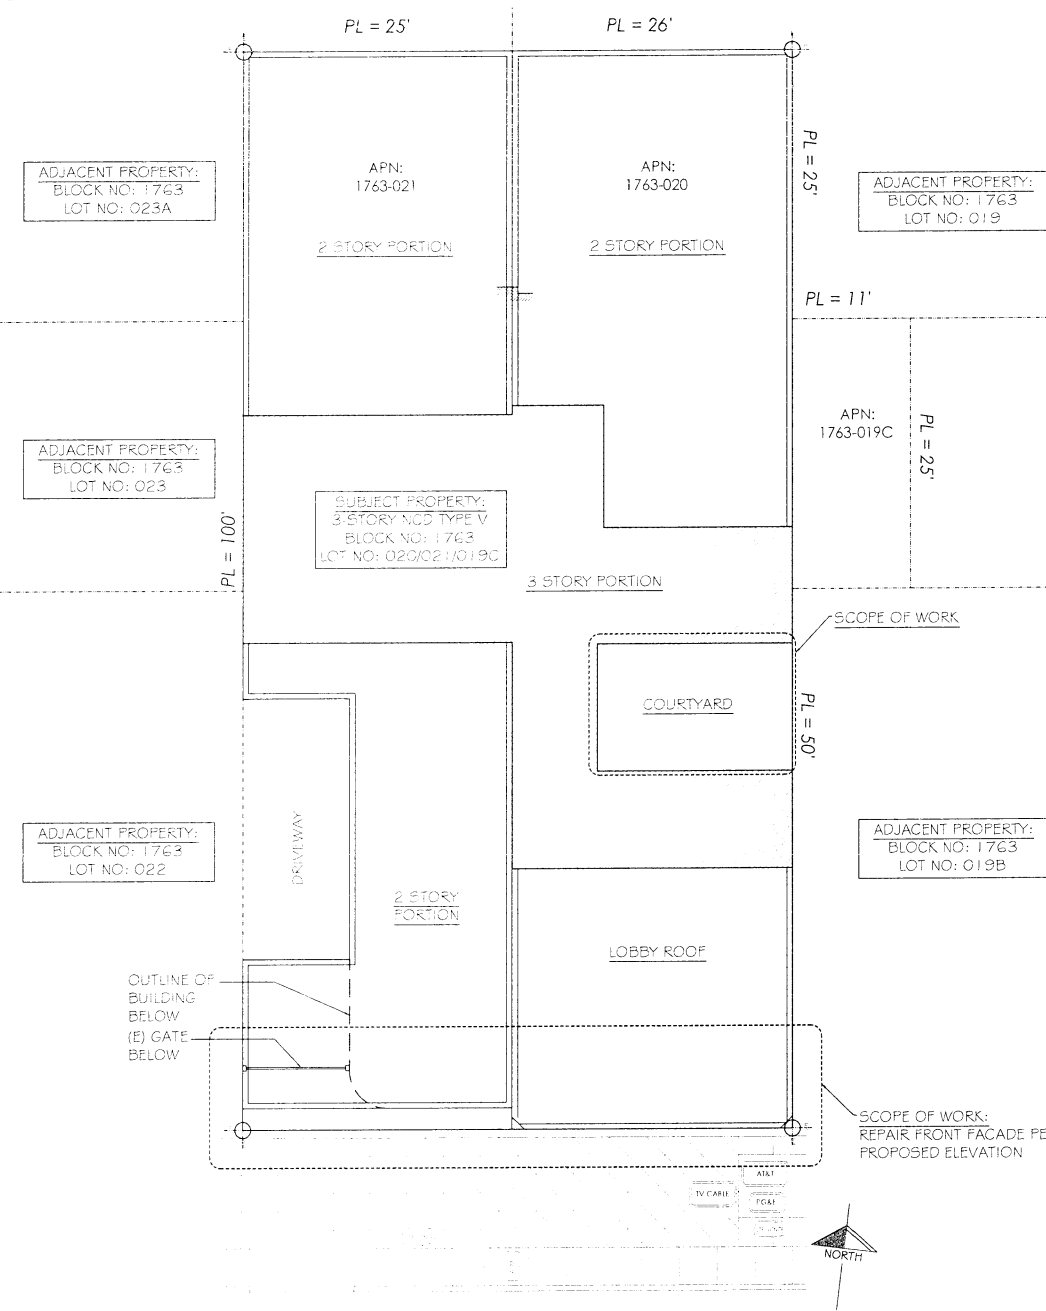 PL = 25'
PL = 26'
ADJACENT PROPERTY:
BLOCK NO: 1763
LOT NO: 023A
APN:
1763-021
2 STORY PORTION
APN:
1763-020
2 STORY PORTION
PL = 25'
ADJACENT PROPERTY:
BLOCK NO: 1763
LOT NO: 019
PL = 11'
APN:
1763-019C
PL = 25'
ADJACENT PROPERTY:
BLOCK NO: 1763
LOT NO: 023
PL = 100'
SUBJECT PROPERTY:
3-STORY NCD TYPE V
BLOCK NO: 1763
LOT NO: 020/021/019C
3 STORY PORTION
SCOPE OF WORK
COURTYARD
PL = 50'
ADJACENT PROPERTY:
BLOCK NO: 1763
LOT NO: 022
DRIVEWAY
2 STORY
PORTION
LOBBY ROOF
ADJACENT PROPERTY:
BLOCK NO: 1763
LOT NO: 019B
OUTLINE OF
BUILDING
BELOW
(E) GATE
BELOW
SCOPE OF WORK:
REPAIR FRONT FACADE PE
PROPOSED ELEVATION
AT&T
TV CABLE
PG&E
NORTH